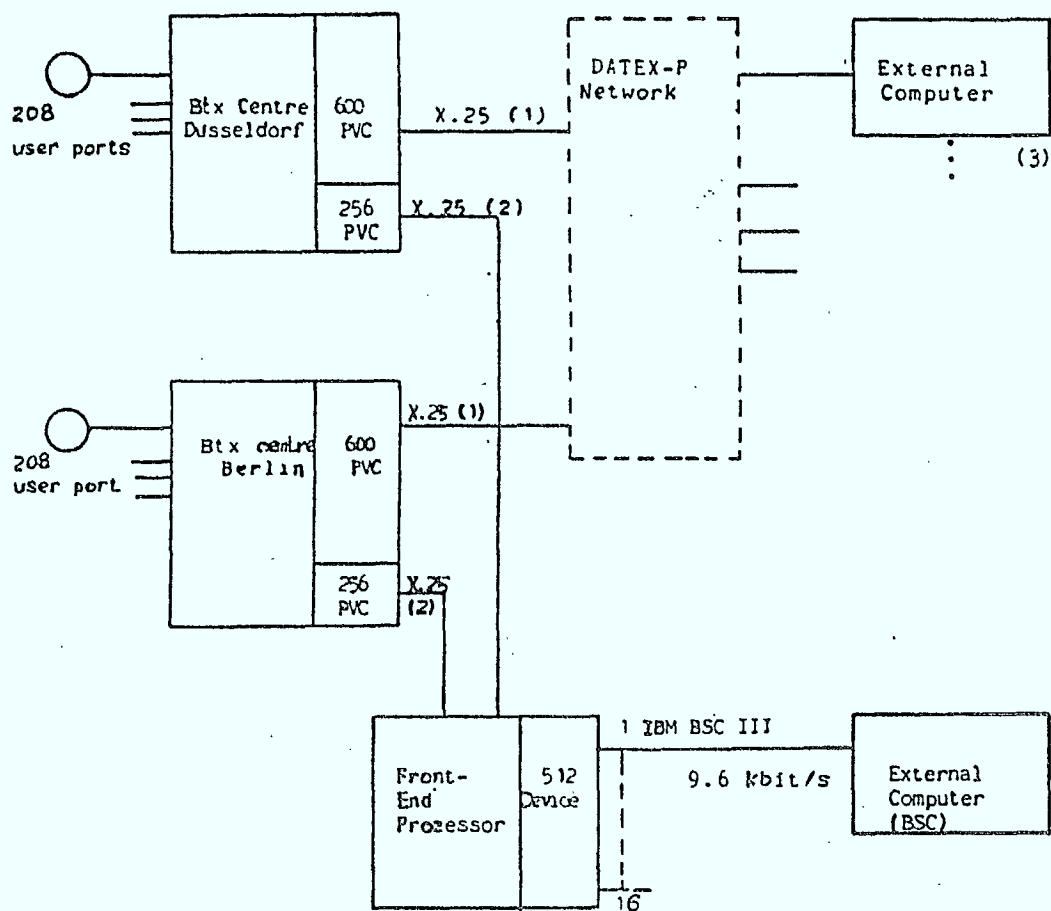 208
user ports
Btx Centre
Dusseldorf
600
PVC
256
PVC
X.25 (1)
X.25 (2)
DATEX-P
Network
External
Computer
(3)
208
user port
Btx centre
Berlin
600
PVC
256
PVC
X.25 (1)
X.25
(2)
Front-
End
Prozessor
512
Device
1 IBM BSC III
9.6 kbit/s
16
External
Computer
(BSC)